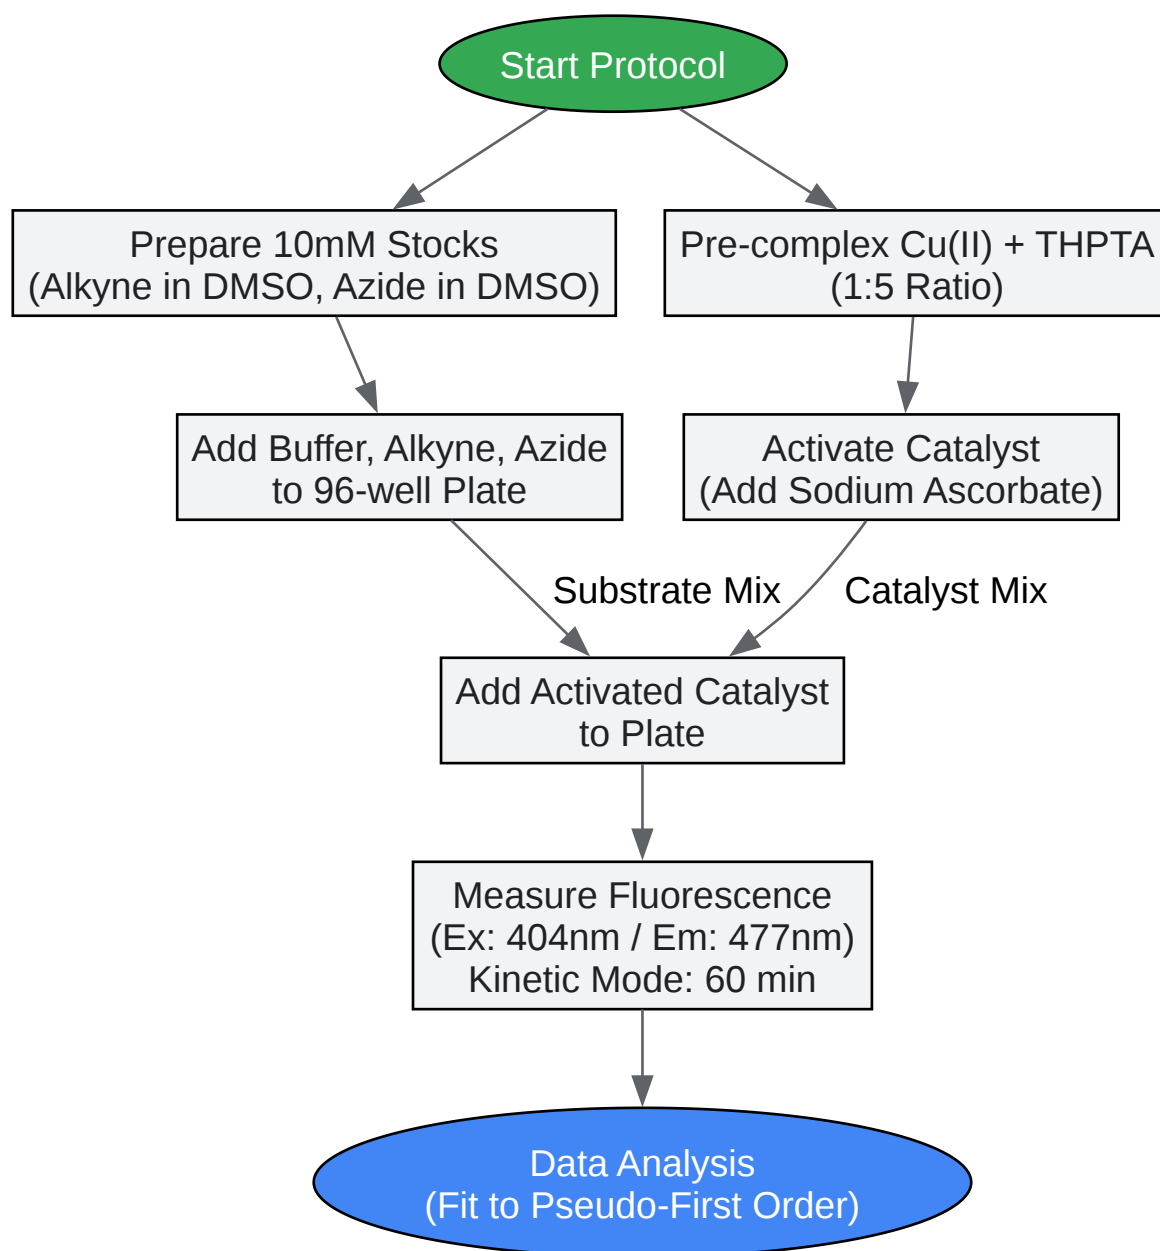 Start Protocol
Prepare 10mM Stocks
(Alkyne in DMSO, Azide in DMSO)
Pre-complex Cu(II) + THPTA
(1:5 Ratio)
Add Buffer, Alkyne, Azide
to 96-well Plate
Activate Catalyst
(Add Sodium Ascorbate)
Substrate Mix
Catalyst Mix
Add Activated Catalyst
to Plate
Measure Fluorescence
(Ex: 404nm / Em: 477nm)
Kinetic Mode: 60 min
Data Analysis
(Fit to Pseudo-First Order)